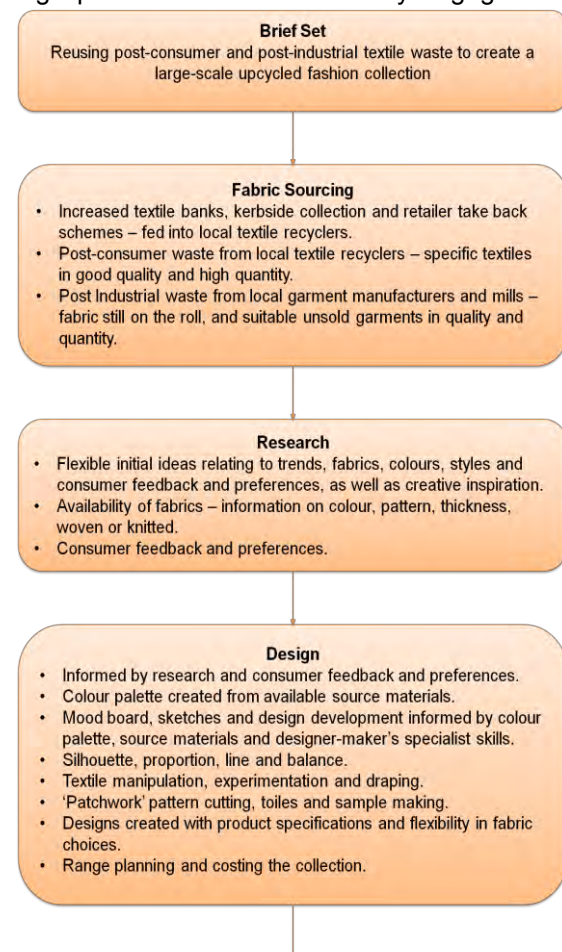 Brief Set
Reusing post-consumer and post-industrial textile waste to create a
large-scale upcycled fashion collection
Fabric Sourcing
• Increased textile banks, kerbside collection and retailer take back
schemes – fed into local textile recyclers.
• Post-consumer waste from local textile recyclers – specific textiles
in good quality and high quantity.
• Post Industrial waste from local garment manufacturers and mills –
fabric still on the roll, and suitable unsold garments in quality and
quantity.
Research
• Flexible initial ideas relating to trends, fabrics, colours, styles and
consumer feedback and preferences, as well as creative inspiration.
• Availability of fabrics – information on colour, pattern, thickness,
woven or knitted.
• Consumer feedback and preferences.
Design
• Informed by research and consumer feedback and preferences.
• Colour palette created from available source materials.
• Mood board, sketches and design development informed by colour
palette, source materials and designer-maker's specialist skills.
• Silhouette, proportion, line and balance.
• Textile manipulation, experimentation and draping.
• 'Patchwork' pattern cutting, toiles and sample making.
• Designs created with product specifications and flexibility in fabric
choices.
• Range planning and costing the collection.